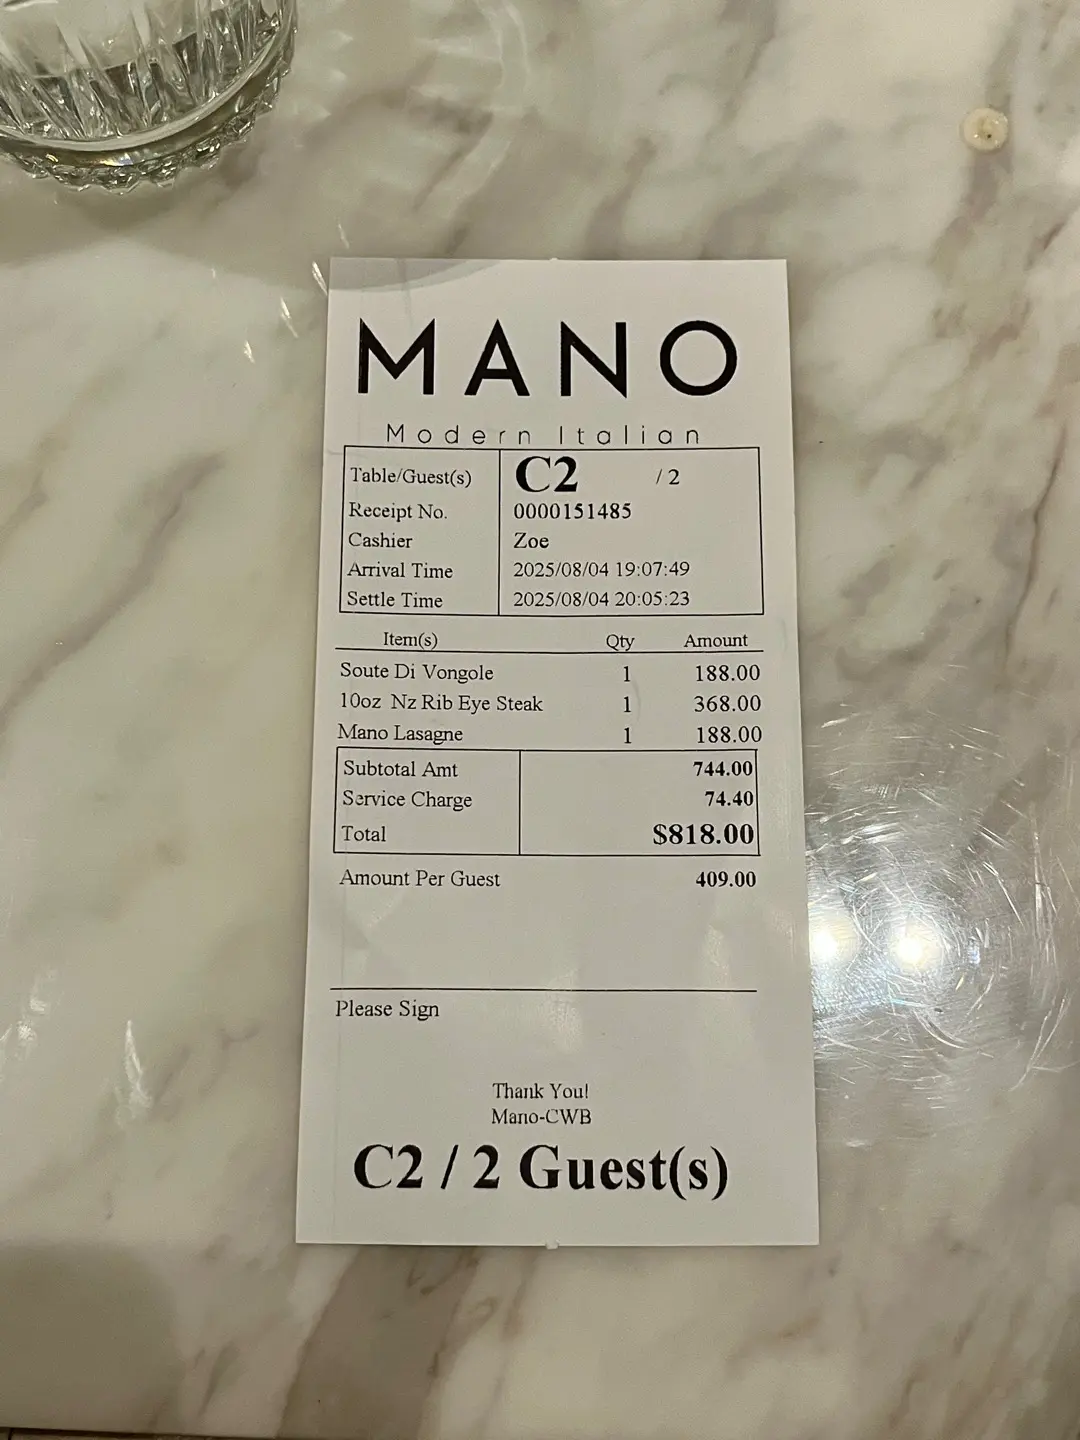 MANO
Modern Italian
Table/Guest(s) C2 / 2
Receipt No. 0000151485
Cashier Zoe
Arrival Time 2025/08/04 19:07:49
Settle Time 2025/08/04 20:05:23
Item(s) Qty Amount
Soute Di Vongole 1 188.00
10oz Nz Rib Eye Steak 1 368.00
Mano Lasagne 1 188.00
Subtotal Amt 744.00
Service Charge 74.40
Total $818.00
Amount Per Guest 409.00
Please Sign
Thank You!
Mano-CWB
C2 / 2 Guest(s)